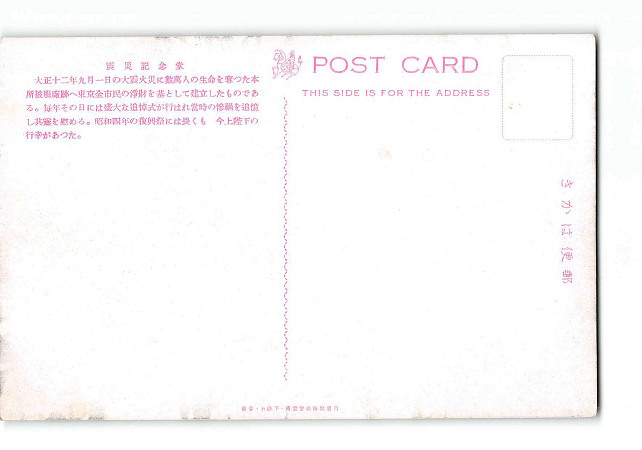 震災記念堂
大正十二年九月一日の大震火災に數萬人の生命を奪つた本
所被服廠跡へ東京全市民の淨財を基として建立したものであ
る。毎年その日には盛大な追悼式が行はれ當時の慘禍を追憶
し其靈を慰める。昭和四年の復興祭には畏くも 今上陛下の
行幸があつた。
POST CARD
THIS SIDE IS FOR THE ADDRESS
きかは便郵